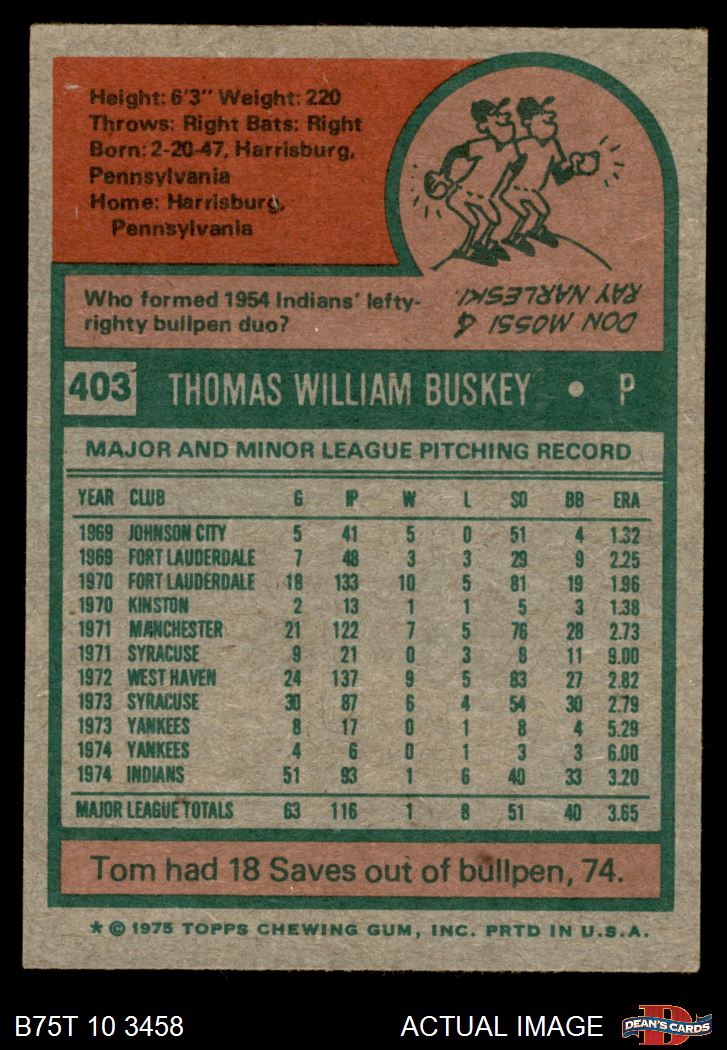 Height: 6'3" Weight: 220
Throws: Right Bats: Right
Born: 2-20-47, Harrisburg,
Pennsylvania
Home: Harrisburg,
Pennsylvania
Who formed 1954 Indians' lefty-
righty bullpen duo?
DON MOSSI &
RAY NARLESKI.
403 THOMAS WILLIAM BUSKEY • P
MAJOR AND MINOR LEAGUE PITCHING RECORD
YEAR CLUB G IP W L SO BB ERA
1969 JOHNSON CITY 5 41 5 0 51 4 1.32
1969 FORT LAUDERDALE 7 48 3 3 29 9 2.25
1970 FORT LAUDERDALE 18 133 10 5 81 19 1.96
1970 KINSTON 2 13 1 1 5 3 1.38
1971 MANCHESTER 21 122 7 5 76 28 2.73
1971 SYRACUSE 9 21 0 3 8 11 9.00
1972 WEST HAVEN 24 137 9 5 83 27 2.82
1973 SYRACUSE 30 87 6 4 54 30 2.79
1973 YANKEES 8 17 0 1 8 4 5.29
1974 YANKEES 4 6 0 1 3 3 6.00
1974 INDIANS 51 93 1 6 40 33 3.20
MAJOR LEAGUE TOTALS 63 116 1 8 51 40 3.65
Tom had 18 Saves out of bullpen, 74.
* © 1975 TOPPS CHEWING GUM, INC. PRTD IN U.S.A.
B75T 10 3458 ACTUAL IMAGE DEAN'S CARDS